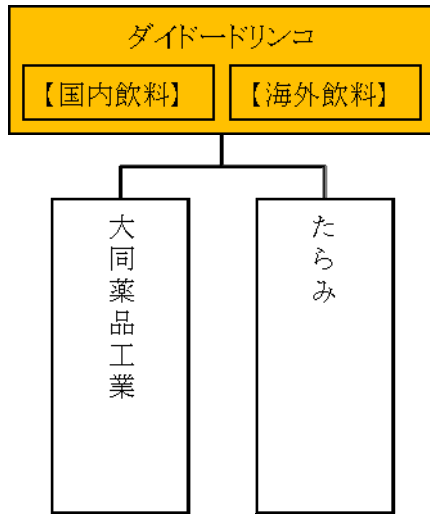 ダイドードリンコ
【国内飲料】
【海外飲料】
大同薬品工業
たらみ